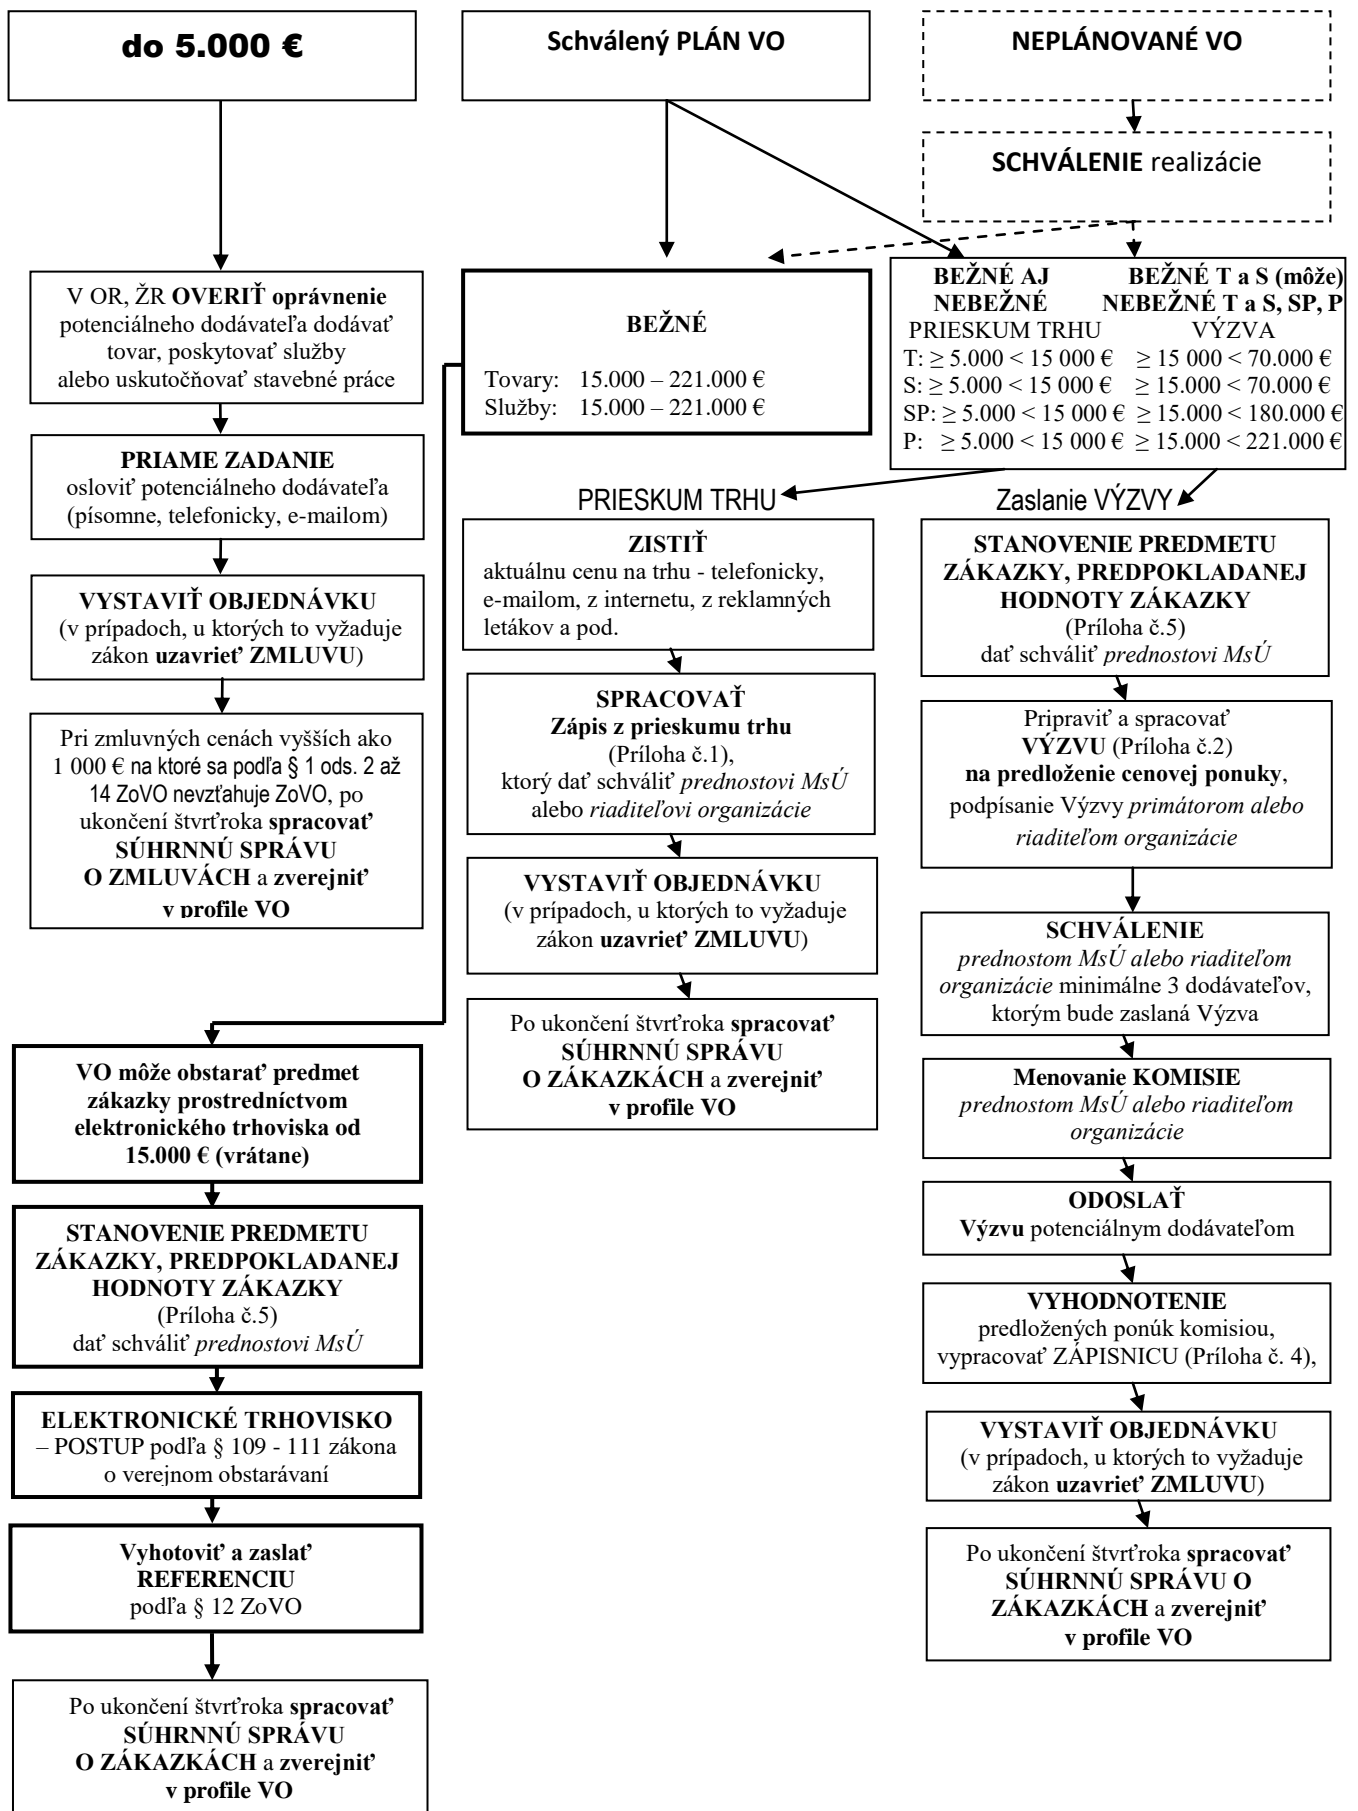 do 5.000 €
Schválený PLÁN VO
NEPLÁNOVANÉ VO
SCHVÁLENIE realizácie
V OR, ŽR OVERIŤ oprávnenie
potenciálneho dodávateľa dodávať
tovar, poskytovať služby
alebo uskutočňovať stavebné práce
PRIAME ZADANIE
osloviť potenciálneho dodávateľa
(písomne, telefonicky, e-mailom)
VYSTAVIŤ OBJEDNÁVKU
(v prípadoch, u ktorých to vyžaduje
zákon uzavrieť ZMLUVU)
Pri zmluvných cenách vyšších ako
1 000 € na ktoré sa podľa § 1 ods. 2 až
14 ZoVO nevzťahuje ZoVO, po
ukončení štvrťroka spracovať
SÚHRNNÚ SPRÁVU
O ZMLUVÁCH a zverejniť
v profile VO
BEŽNÉ
Tovary: 15.000 – 221.000 €
Služby: 15.000 – 221.000 €
BEŽNÉ AJ BEŽNÉ T a S (môže)
NEBEŽNÉ NEBEŽNÉ T a S, SP, P
PRIESKUM TRHU VÝZVA
T: ≥ 5.000 < 15 000 € ≥ 15 000 < 70.000 €
S: ≥ 5.000 < 15 000 € ≥ 15.000 < 70.000 €
SP: ≥ 5.000 < 15 000 € ≥ 15.000 < 180.000 €
P: ≥ 5.000 < 15 000 € ≥ 15.000 < 221.000 €
PRIESKUM TRHU
ZISTIŤ
aktuálnu cenu na trhu - telefonicky,
e-mailom, z internetu, z reklamných
letákov a pod.
SPRACOVAŤ
Zápis z prieskumu trhu
(Príloha č.1),
ktorý dať schváliť prednostovi MsÚ
alebo riaditeľovi organizácie
VYSTAVIŤ OBJEDNÁVKU
(v prípadoch, u ktorých to vyžaduje
zákon uzavrieť ZMLUVU)
Po ukončení štvrťroka spracovať
SÚHRNNÚ SPRÁVU
O ZÁKAZKÁCH a zverejniť
v profile VO
Zaslanie VÝZVY
STANOVENIE PREDMETU
ZÁKAZKY, PREDPOKLADANEJ
HODNOTY ZÁKAZKY
(Príloha č.5)
dať schváliť prednostovi MsÚ
Pripraviť a spracovať
VÝZVU (Príloha č.2)
na predloženie cenovej ponuky,
podpísanie Výzvy primátorom alebo
riaditeľom organizácie
SCHVÁLENIE
prednostom MsÚ alebo riaditeľom
organizácie minimálne 3 dodávateľov,
ktorým bude zaslaná Výzva
Menovanie KOMISIE
prednostom MsÚ alebo riaditeľom
organizácie
ODOSLAŤ
Výzvu potenciálnym dodávateľom
VYHODNOTENIE
predložených ponúk komisiou,
vypracovať ZÁPISNICU (Príloha č. 4),
VYSTAVIŤ OBJEDNÁVKU
(v prípadoch, u ktorých to vyžaduje
zákon uzavrieť ZMLUVU)
Po ukončení štvrťroka spracovať
SÚHRNNÚ SPRÁVU O
ZÁKAZKÁCH a zverejniť
v profile VO
VO môže obstarať predmet
zákazky prostredníctvom
elektronického trhoviska od
15.000 € (vrátane)
STANOVENIE PREDMETU
ZÁKAZKY, PREDPOKLADANEJ
HODNOTY ZÁKAZKY
(Príloha č.5)
dať schváliť prednostovi MsÚ
ELEKTRONICKÉ TRHOVISKO
– POSTUP podľa § 109 - 111 zákona
o verejnom obstarávaní
Vyhotoviť a zaslať
REFERENCIU
podľa § 12 ZoVO
Po ukončení štvrťroka spracovať
SÚHRNNÚ SPRÁVU
O ZÁKAZKÁCH a zverejniť
v profile VO